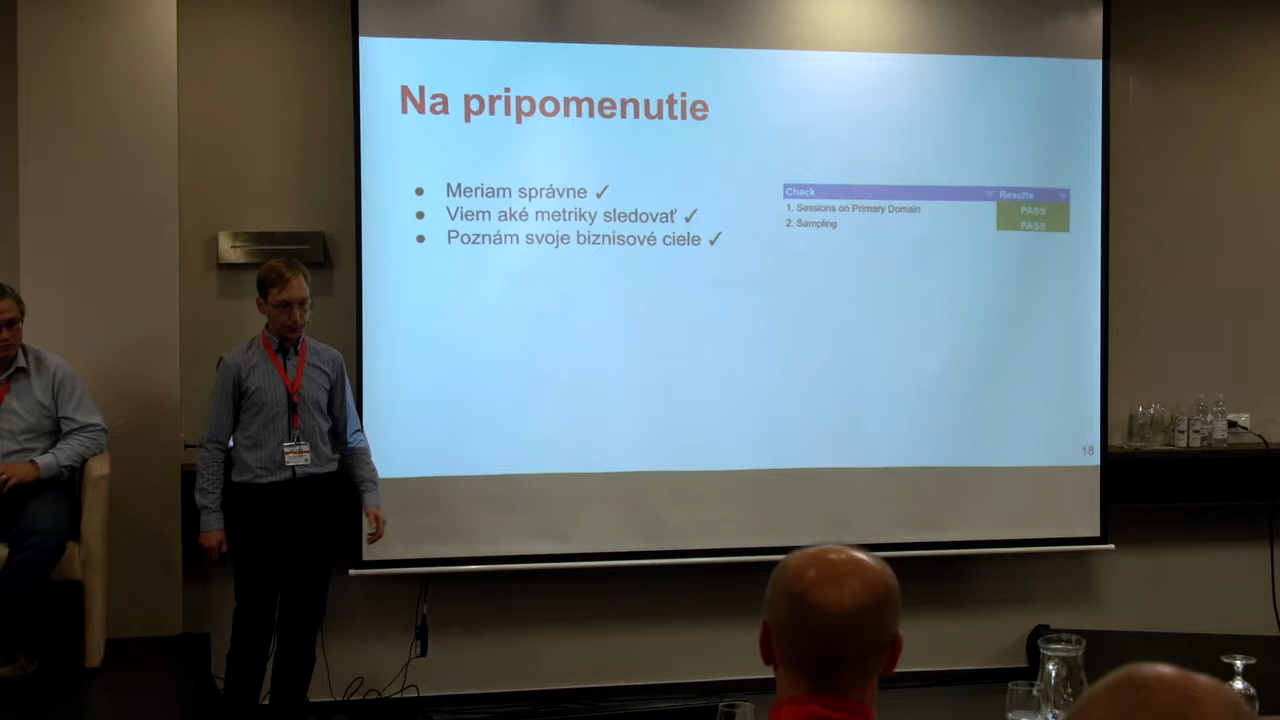 Na pripomenutie
● Meriam správne ✓
● Viem aké metriky sledovať ✓
● Poznám svoje biznisové ciele ✓
Check Results
1. Sessions on Primary Domain PASS
2. Sampling PASS
18